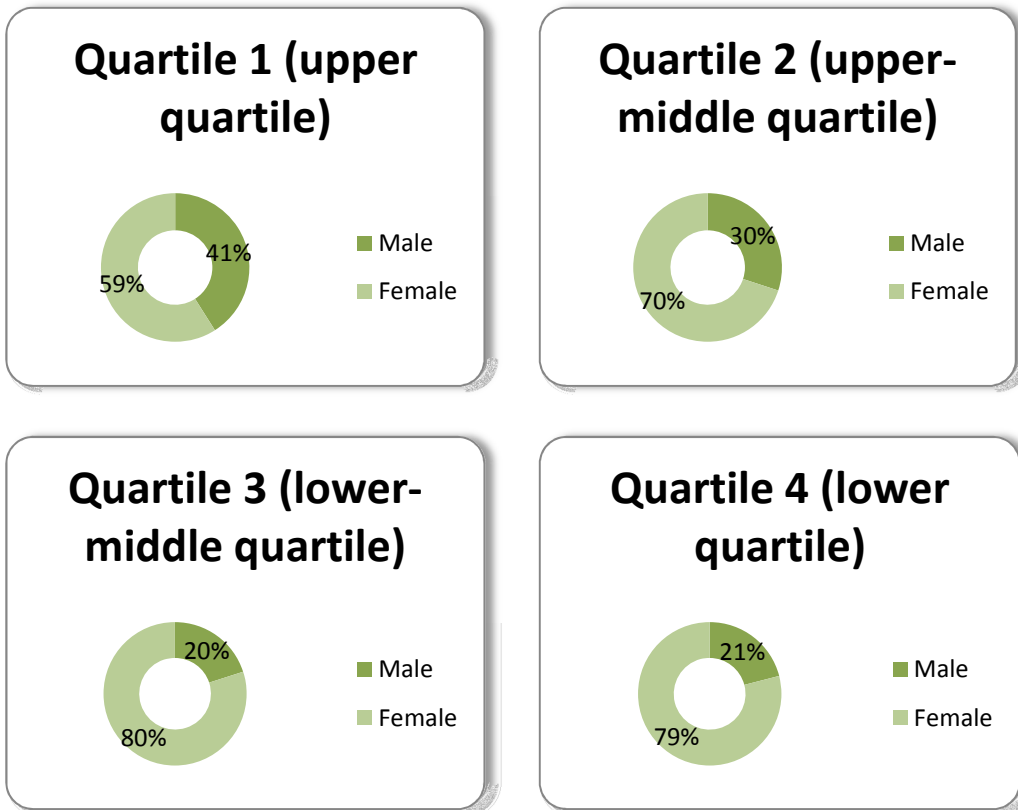 Quartile 1 (upper
quartile)
41%
59%
Male
Female
Quartile 2 (upper-
middle quartile)
30%
70%
Male
Female
Quartile 3 (lower-
middle quartile)
20%
80%
Male
Female
Quartile 4 (lower
quartile)
21%
79%
Male
Female